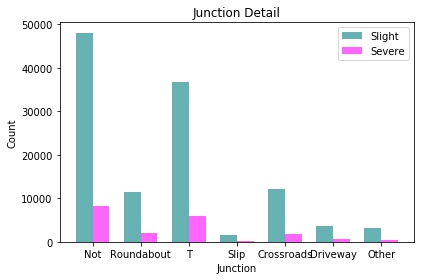 Junction Detail
Slight
Severe
Count
50000
40000
30000
20000
10000
0
Not Roundabout T Slip Crossroads Driveway Other
Junction